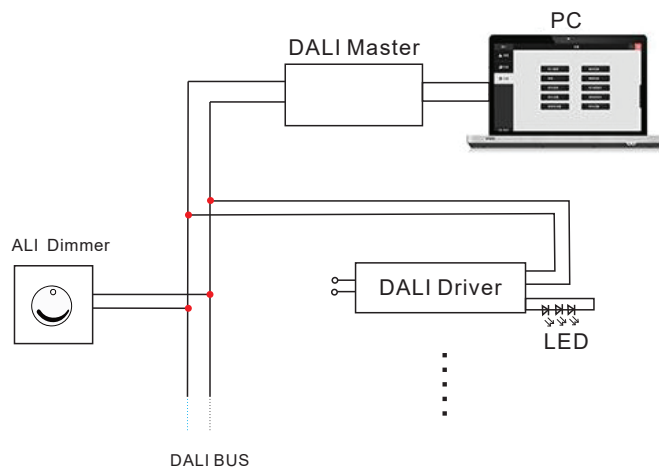 PC
DALI Master
ALI Dimmer
DALI Driver
LED
DALI BUS